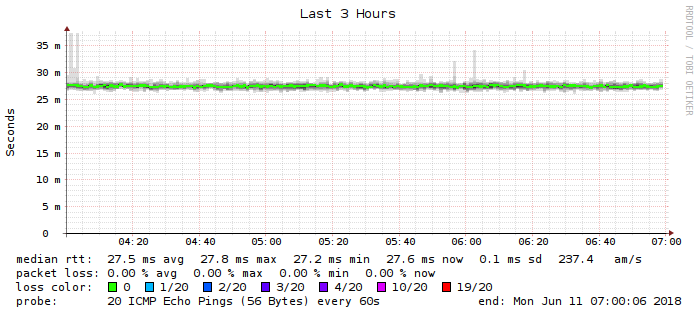 Last 3 Hours
RRDTOOL / TOBI OETIKER
Seconds
35 m
30 m
25 m
20 m
15 m
10 m
5 m
0
04:20 04:40 05:00 05:20 05:40 06:00 06:20 06:40 07:00
median rtt: 27.5 ms avg 27.8 ms max 27.2 ms min 27.6 ms now 0.1 ms sd 237.4 am/s
packet loss: 0.00 % avg 0.00 % max 0.00 % min 0.00 % now
loss color: 0 1/20 2/20 3/20 4/20 10/20 19/20
probe: 20 ICMP Echo Pings (56 Bytes) every 60s end: Mon Jun 11 07:00:06 2018